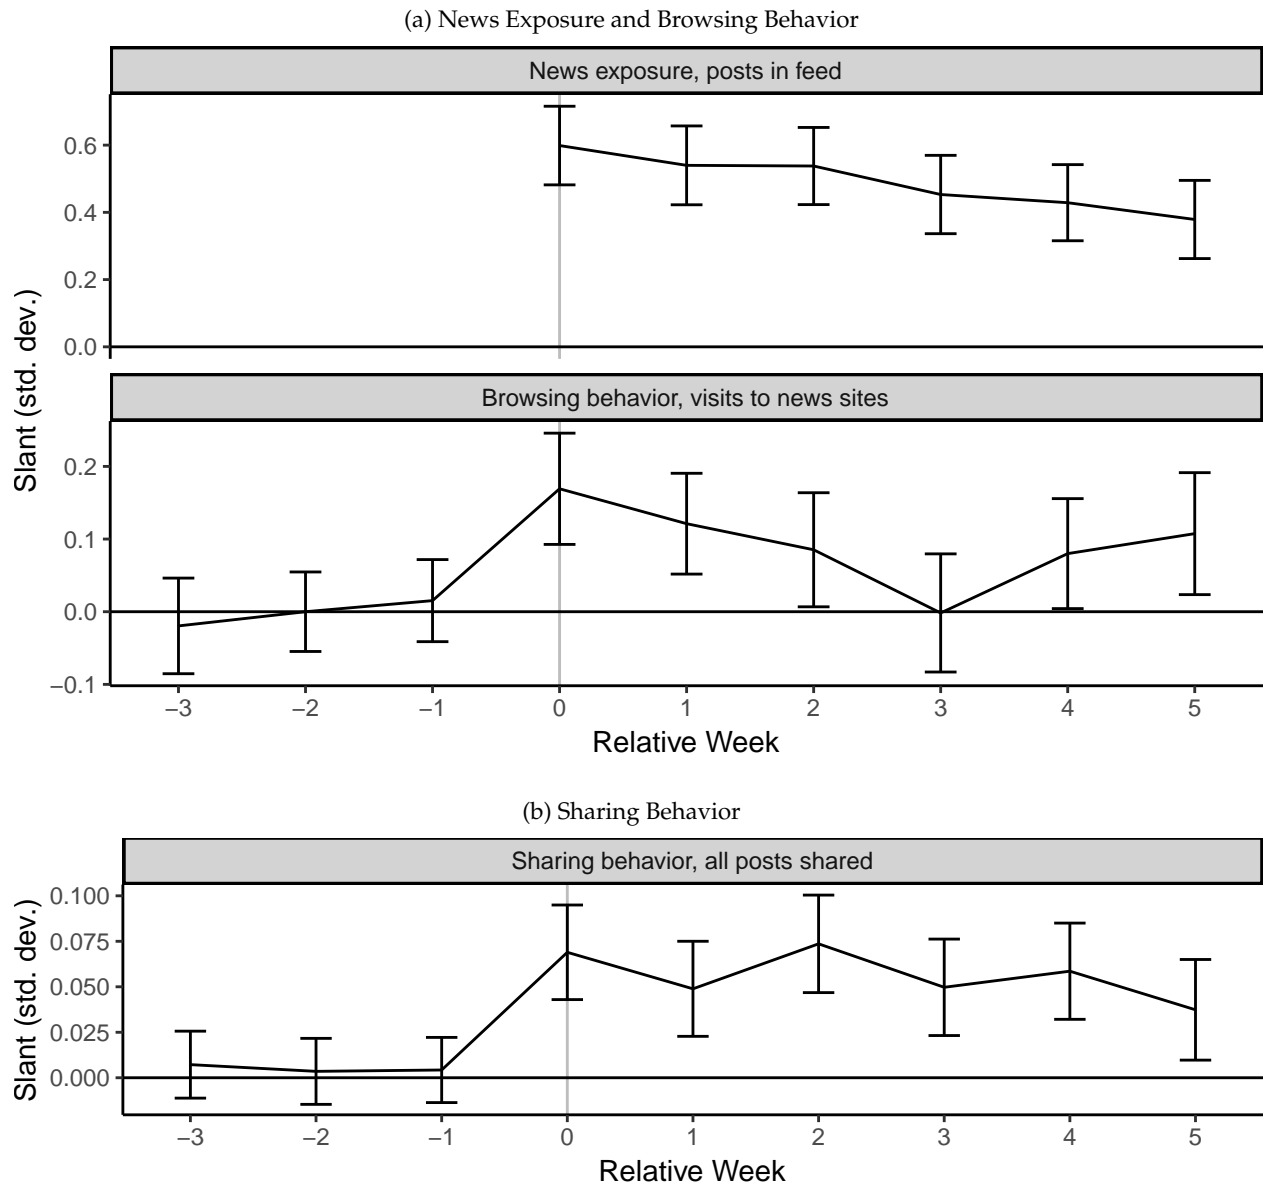 (a) News Exposure and Browsing Behavior
News exposure, posts in feed
0.6
0.4
0.2
0.0
Slant (std. dev.)
Browsing behavior, visits to news sites
0.2
0.1
0.0
−0.1
−3 −2 −1 0 1 2 3 4 5
Relative Week
(b) Sharing Behavior
Sharing behavior, all posts shared
0.100
0.075
0.050
0.025
0.000
Slant (std. dev.)
−3 −2 −1 0 1 2 3 4 5
Relative Week